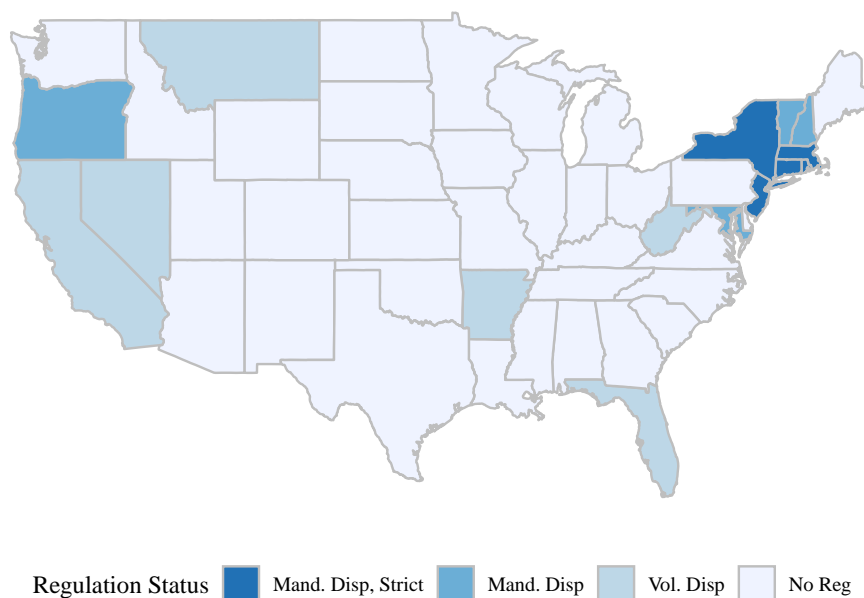 Regulation Status Mand. Disp, Strict Mand. Disp Vol. Disp No Reg